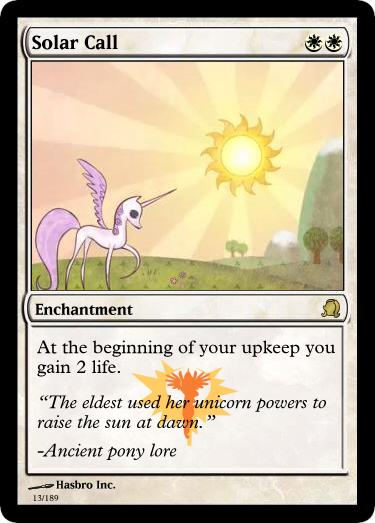 Solar Call
Enchantment
At the beginning of your upkeep you
gain 2 life.
“The eldest used her unicorn powers to
raise the sun at dawn.”
-Ancient pony lore
Hasbro Inc.
13/189